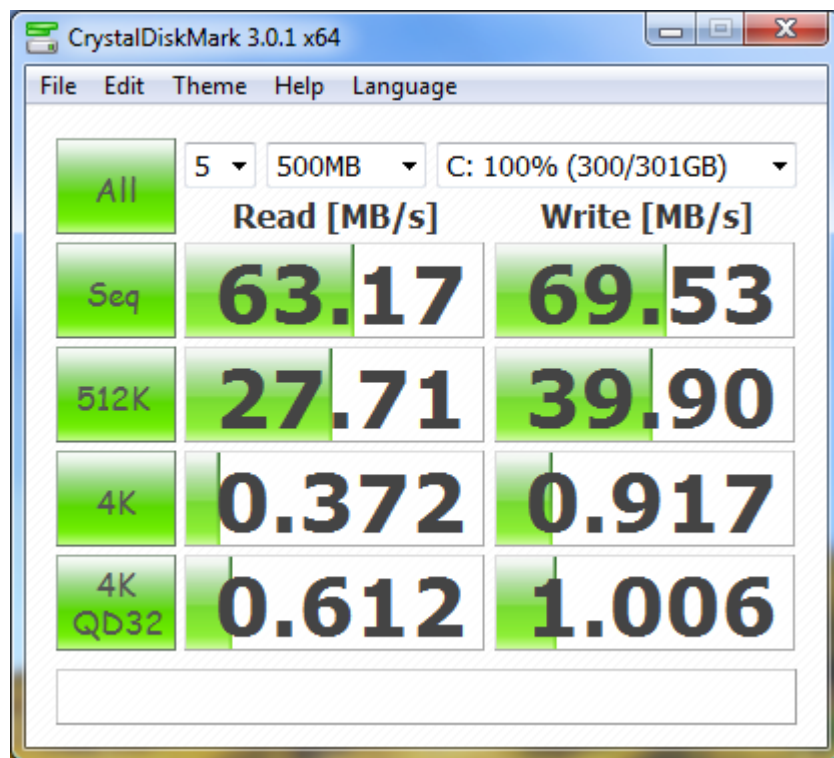 CrystalDiskMark 3.0.1 x64
File Edit Theme Help Language
All 5 500MB C: 100% (300/301GB)
Read [MB/s] Write [MB/s]
Seq 63.17 69.53
512K 27.71 39.90
4K 0.372 0.917
4K
QD32 0.612 1.006